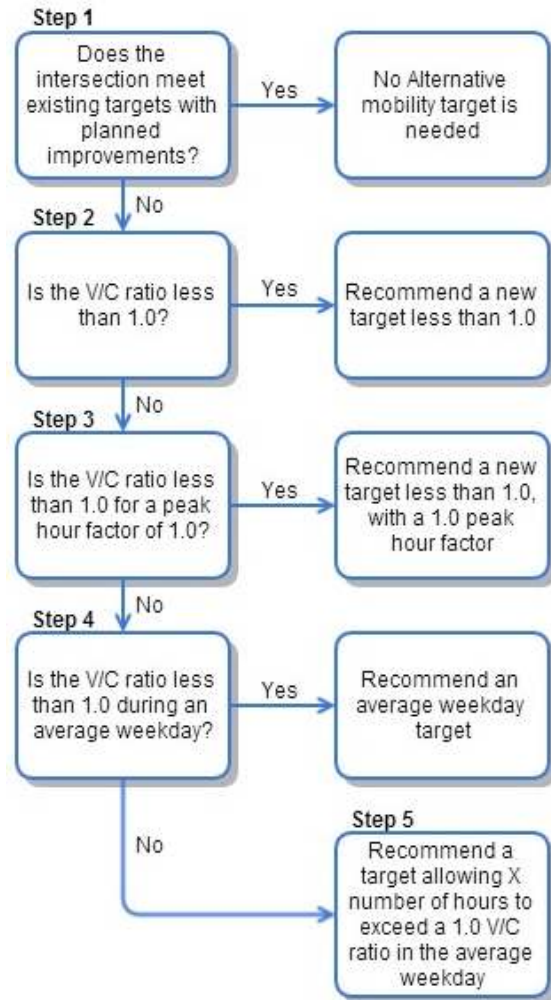 Step 1
Does the
intersection meet
existing targets with
planned
improvements?
Yes
No Alternative
mobility target is
needed
No
Step 2
Is the V/C ratio less
than 1.0?
Yes
Recommend a new
target less than 1.0
No
Step 3
Is the V/C ratio less
than 1.0 for a peak
hour factor of 1.0?
Yes
Recommend a new
target less than 1.0,
with a 1.0 peak
hour factor
No
Step 4
Is the V/C ratio less
than 1.0 during an
average weekday?
Yes
Recommend an
average weekday
target
No
Step 5
Recommend a
target allowing X
number of hours to
exceed a 1.0 V/C
ratio in the average
weekday